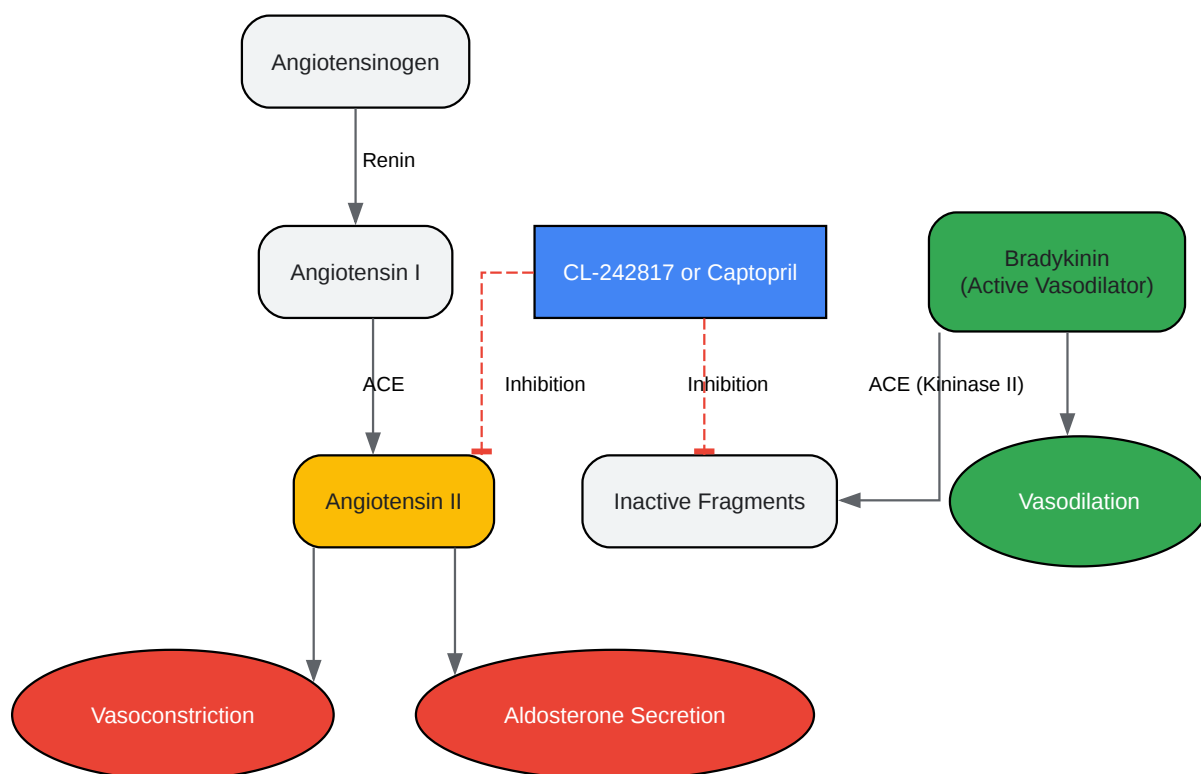 Angiotensinogen
Renin
Angiotensin I
CL-242817 or Captopril
Bradykinin
(Active Vasodilator)
ACE
Inhibition
Inhibition
ACE (Kininase II)
Angiotensin II
Inactive Fragments
Vasodilation
Vasoconstriction
Aldosterone Secretion